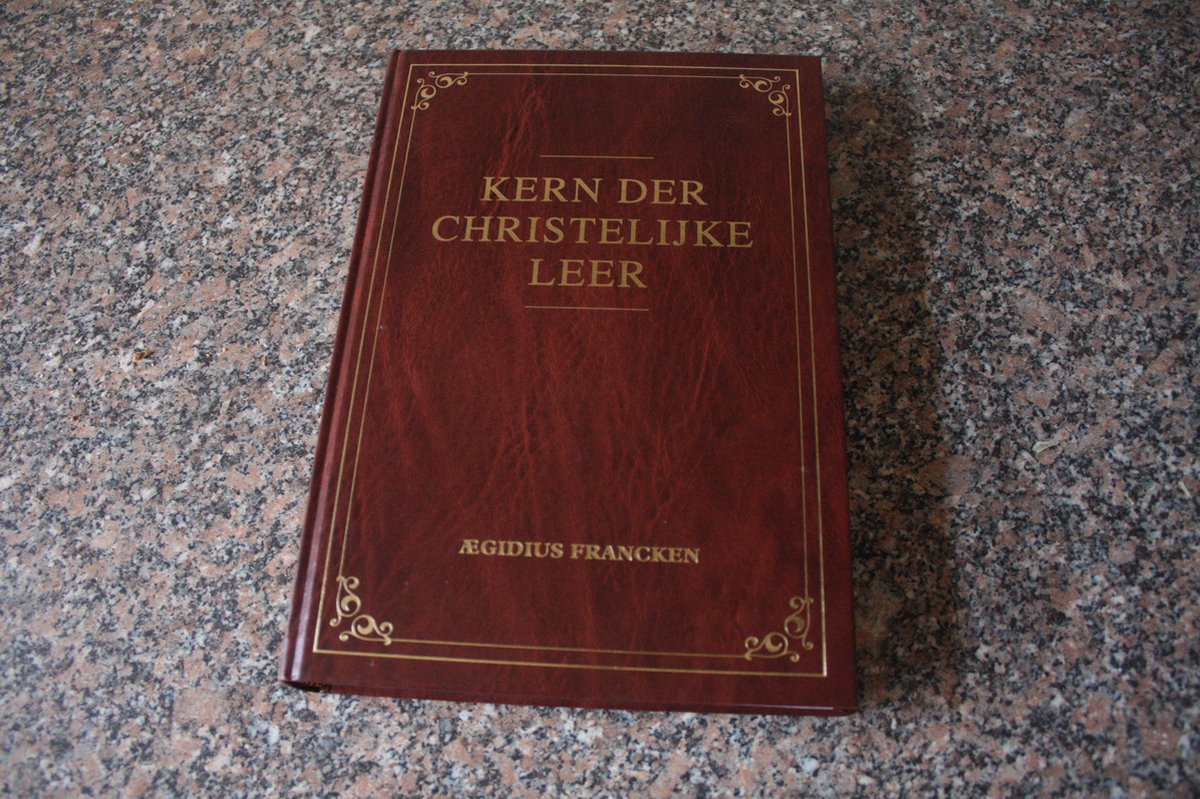 KERN DER
CHRISTELIJKE
LEER
ÆGIDIUS FRANCKEN